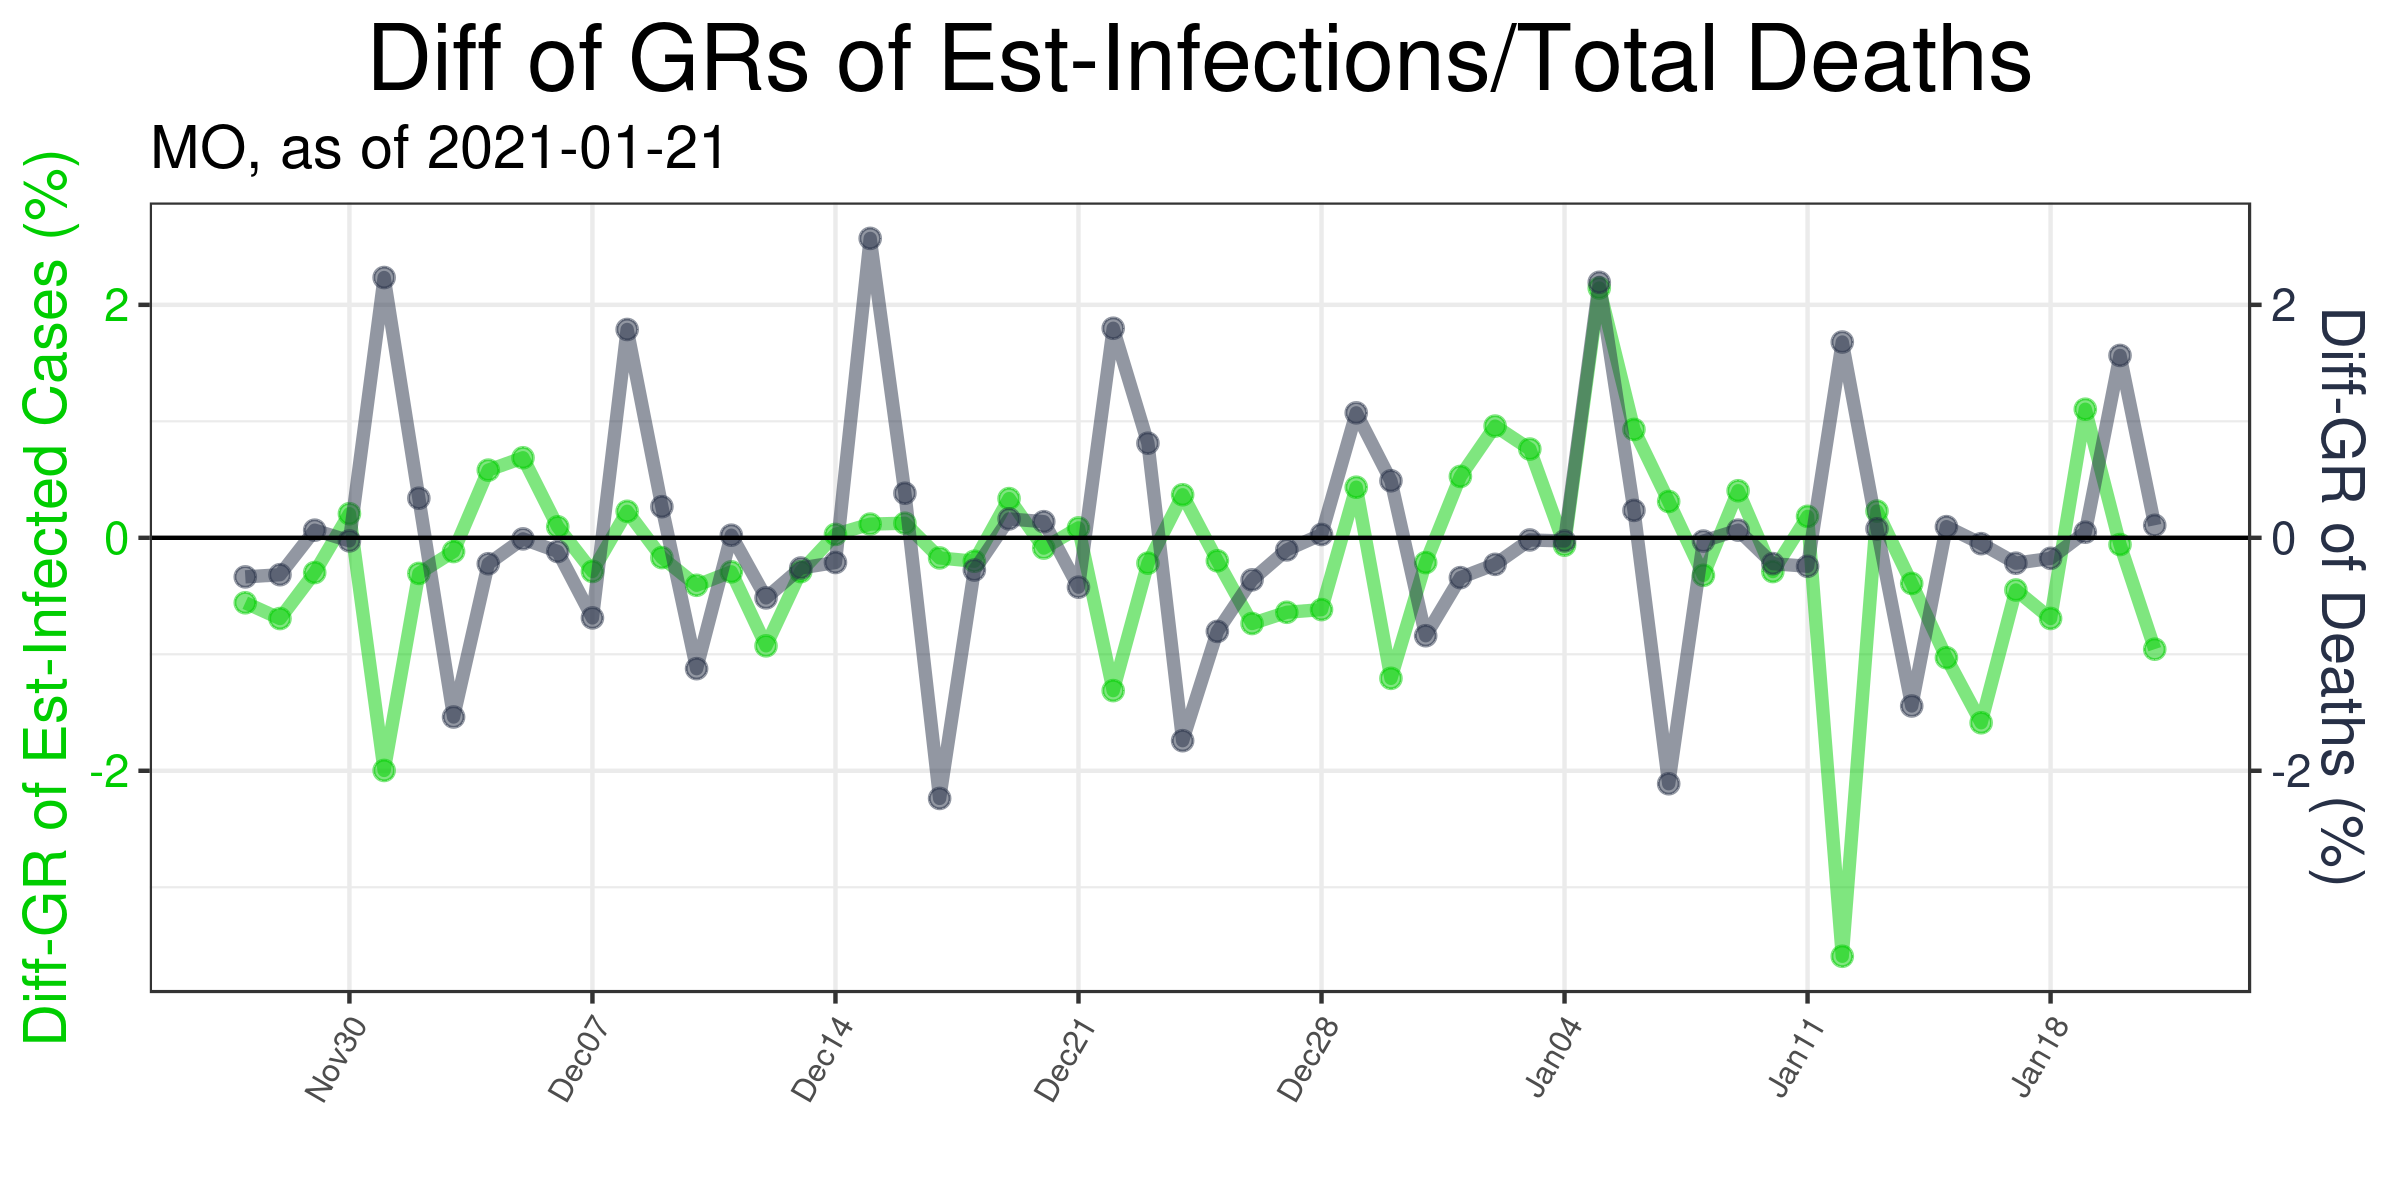 Diff of GRs of Est-Infections/Total Deaths
MO, as of 2021-01-21
Diff-GR of Est-Infected Cases (%)
2
0
-2
2
0
-2
Diff-GR of Deaths (%)
Nov30
Dec07
Dec14
Dec21
Dec28
Jan04
Jan11
Jan18